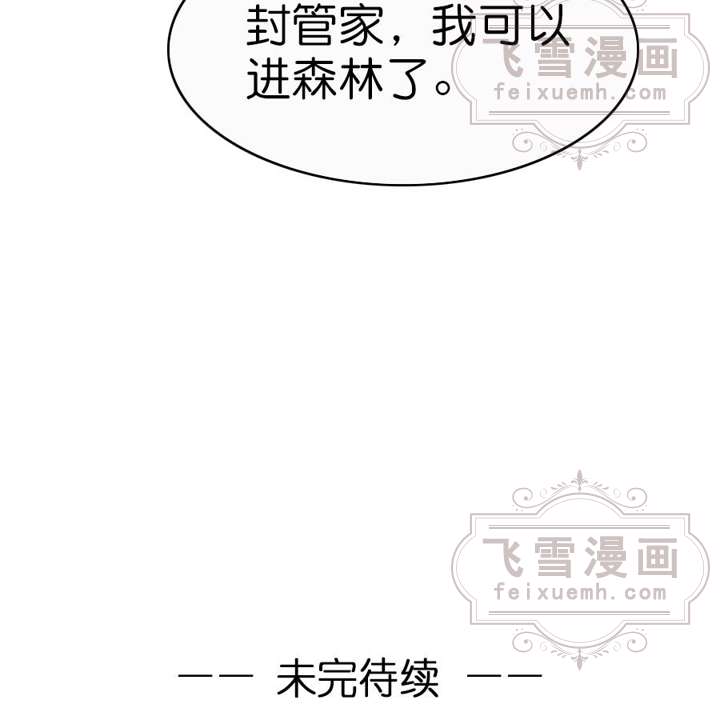 封管家，我可以
进森林了。
飞雪漫画
feixuemh.com
飞雪漫画
feixuemh.com
—— 未完待续 ——